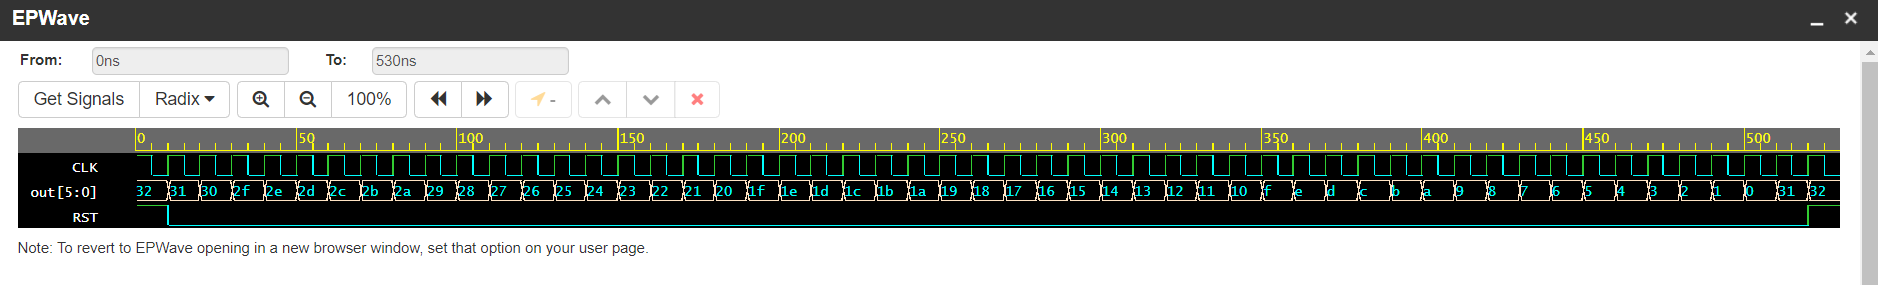 EPWave
From: 0ns To: 530ns
Get Signals Radix 100% -
0 50 100 150 200 250 300 350 400 450 500
CLK
out[5:0] 32 31 30 2f 2e 2d 2c 2b 2a 29 28 27 26 25 24 23 22 21 20 1f 1e 1d 1c 1b 1a 19 18 17 16 15 14 13 12 11 10 f e d c b a 9 8 7 6 5 4 3 2 1 0 31 32
RST
Note: To revert to EPWave opening in a new browser window, set that option on your user page.